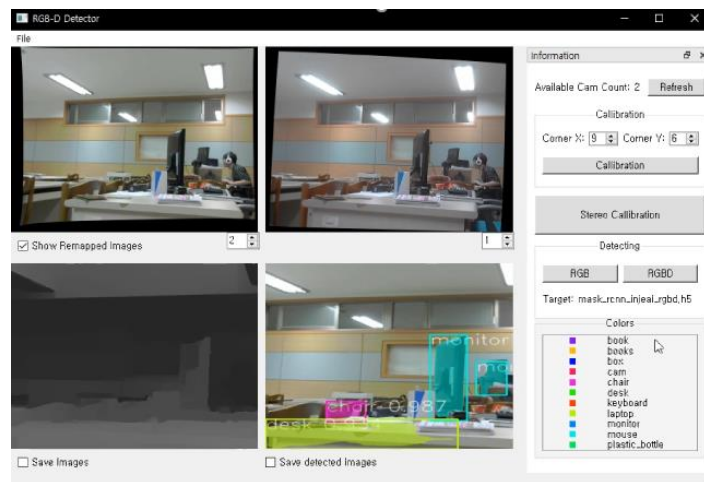 RGB-D Detector
File
Information
Available Cam Count: 2 Refresh
Callibration
Corner X: 9 Corner Y: 6
Callibration
Show Remapped Images 2
1
Stereo Callibration
Detecting
RGB RGBD
Target: mask_rcnn_injeal_rgbd.h5
Colors
book
books
box
cam
chair
desk
keyboard
laptop
monitor
mouse
plastic_bottle
monitor
mon
chair 0.987
desk
Save Images
Save detected Images